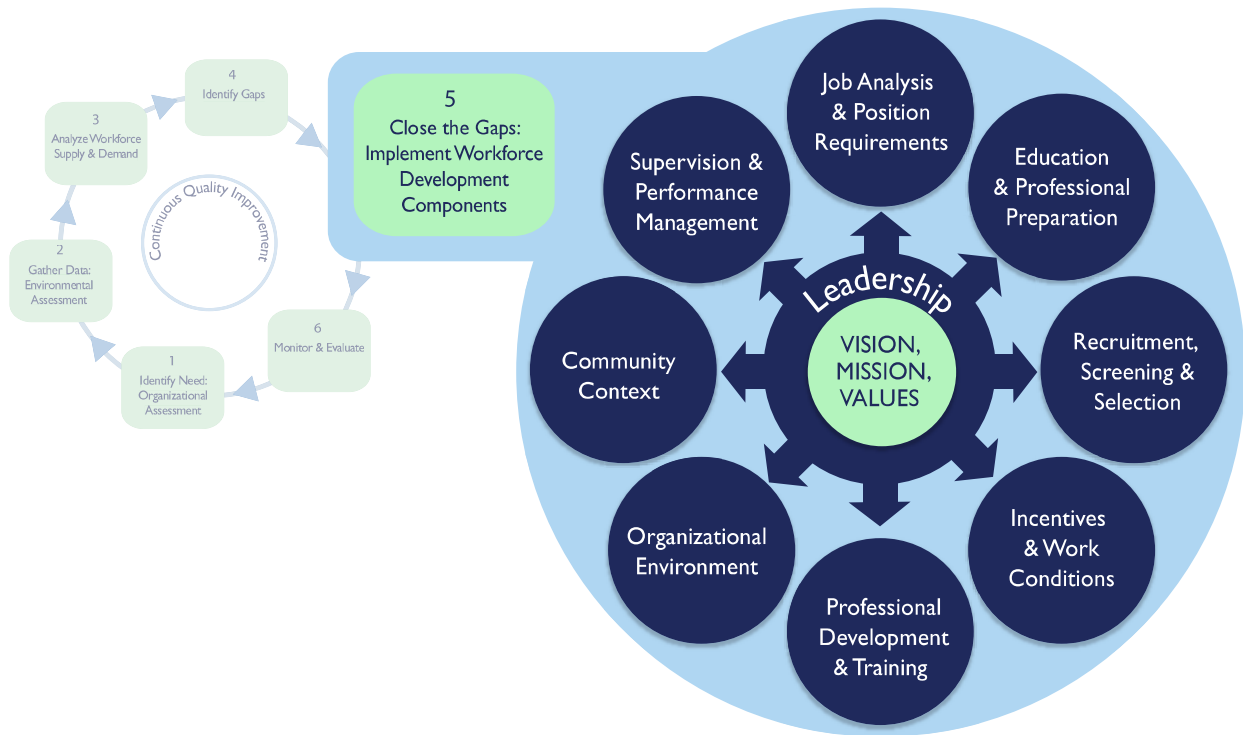 4
Identify Gaps
3
Analyze Workforce
Supply & Demand
Continuous Quality Improvement
2
Gather Data:
Environmental
Assessment
1
Identify Need:
Organizational
Assessment
6
Monitor & Evaluate
5
Close the Gaps:
Implement Workforce
Development
Components
Job Analysis
& Position
Requirements
Education
& Professional
Preparation
Recruitment,
Screening &
Selection
Incentives
& Work
Conditions
Professional
Development
& Training
Organizational
Environment
Community
Context
Supervision &
Performance
Management
Leadership
VISION,
MISSION,
VALUES